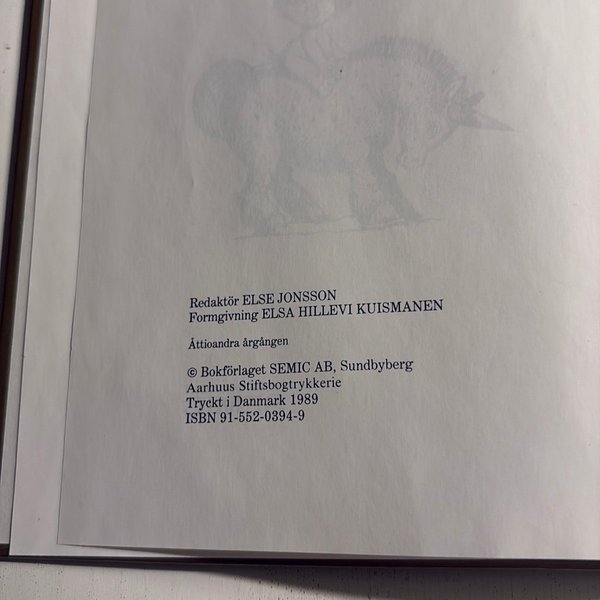 Redaktör ELSE JONSSON
Formgivning ELSA HILLEVI KUISMANEN
Åttioandra årgången
© Bokförlaget SEMIC AB, Sundbyberg
Aarhuus Stiftsbogtrykkerie
Tryckt i Danmark 1989
ISBN 91-552-0394-9